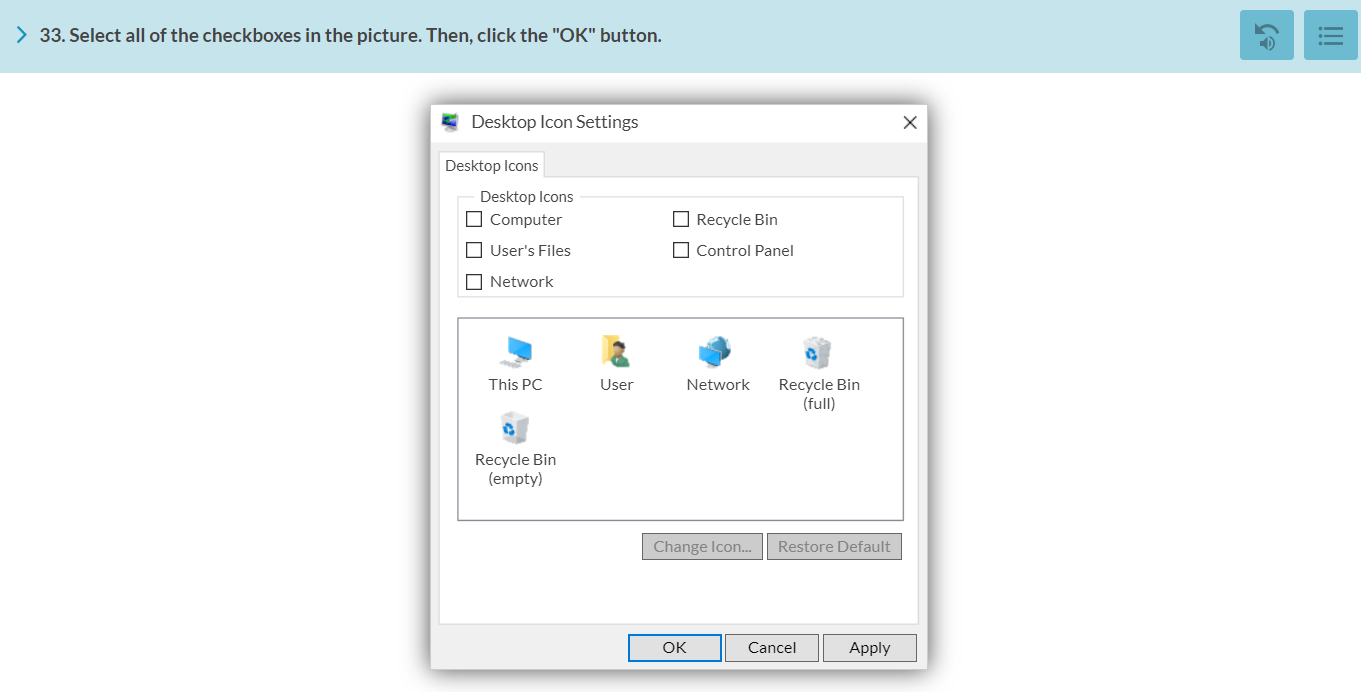 33. Select all of the checkboxes in the picture. Then, click the "OK" button.
Desktop Icon Settings
Desktop Icons
Desktop Icons
Computer
Recycle Bin
User's Files
Control Panel
Network
This PC
User
Network
Recycle Bin
(full)
Recycle Bin
(empty)
Change Icon...
Restore Default
OK
Cancel
Apply